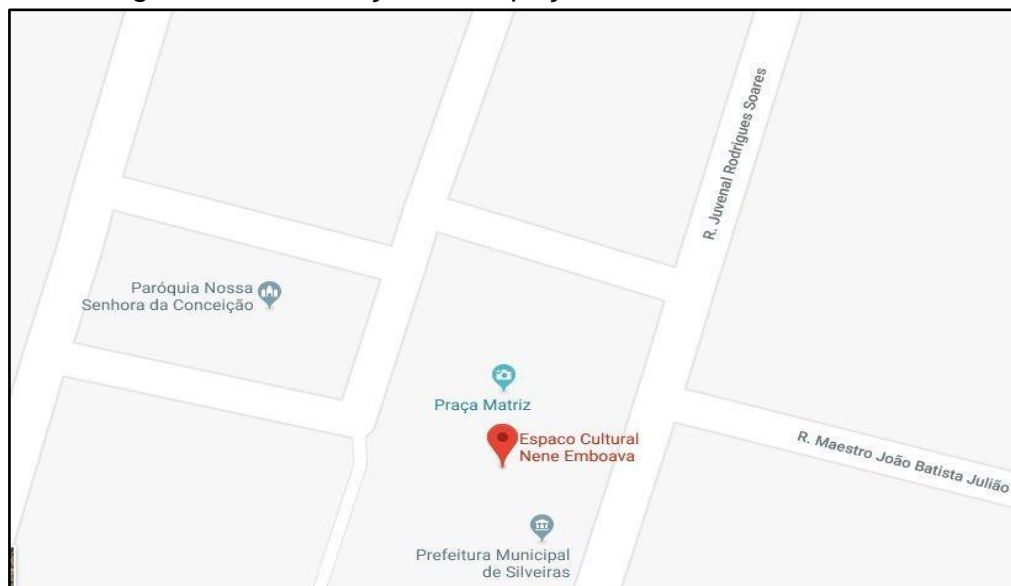 R. Juvenal Rodrigues Soares
Paróquia Nossa
Senhora da Conceição
Praça Matriz
Espaco Cultural
Nene Emboava
R. Maestro João Batista Julião
Prefeitura Municipal
de Silveiras